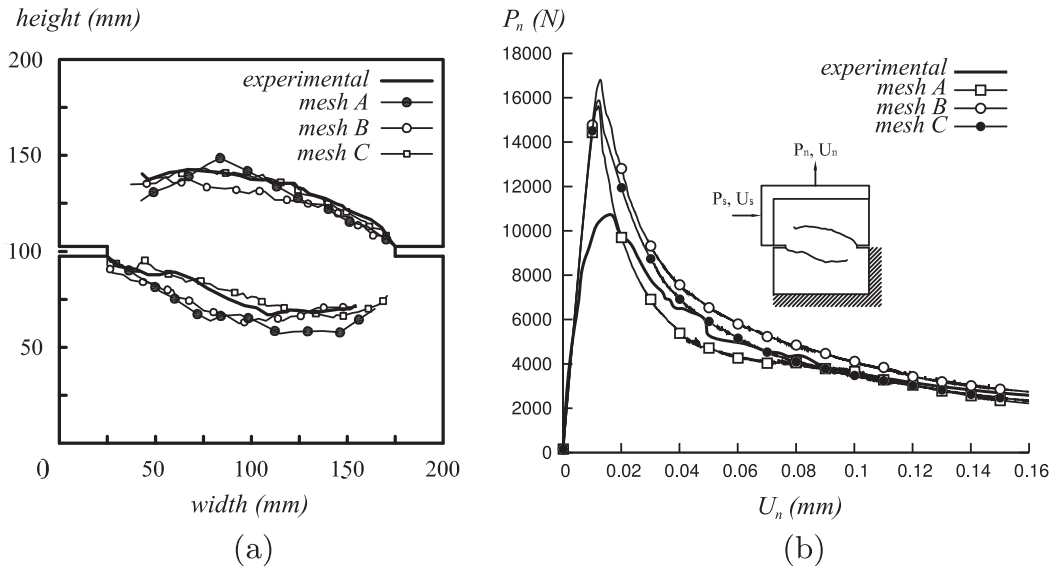 height (mm)
200
150
100
50
0
50
100
150
200
width (mm)
experimental
mesh A
mesh B
mesh C
(a)
Pn (N)
18000
16000
14000
12000
10000
8000
6000
4000
2000
0
0
0.02
0.04
0.06
0.08
0.1
0.12
0.14
0.16
Un (mm)
experimental
mesh A
mesh B
mesh C
Pn, Un
Ps, Us
(b)